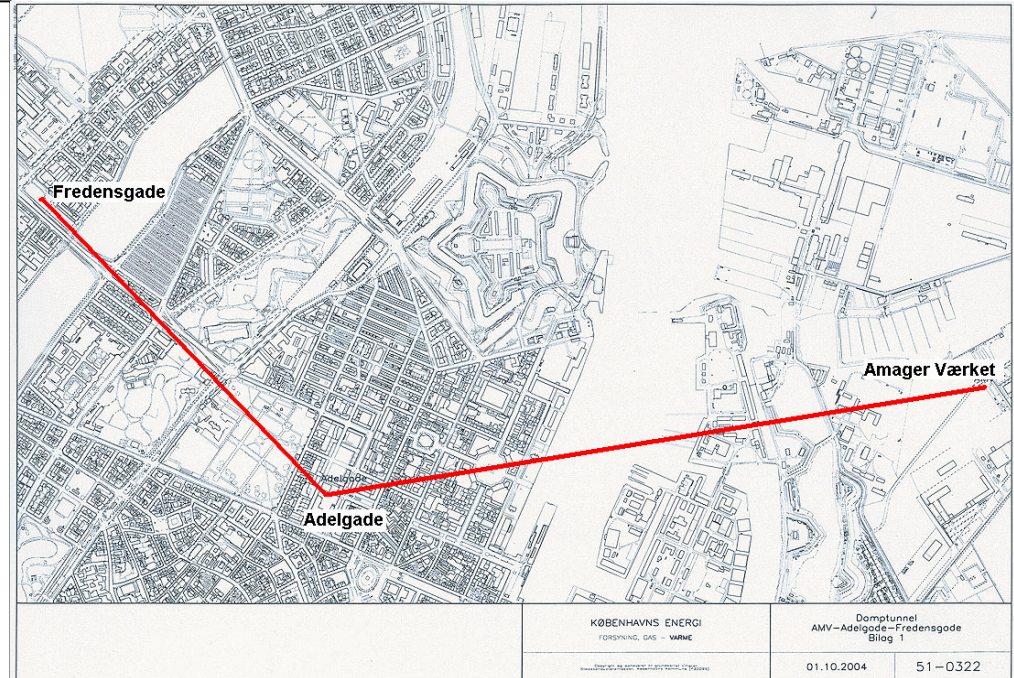 Fredensgade
Amager Værket
Adelgade
Adelgade
KØBENHAVNS ENERGI
FORSYNING, GAS - VARME
Damptunnel
AMV-Adelgade-Fredensgade
Bilag 1
01.10.2004
51-0322